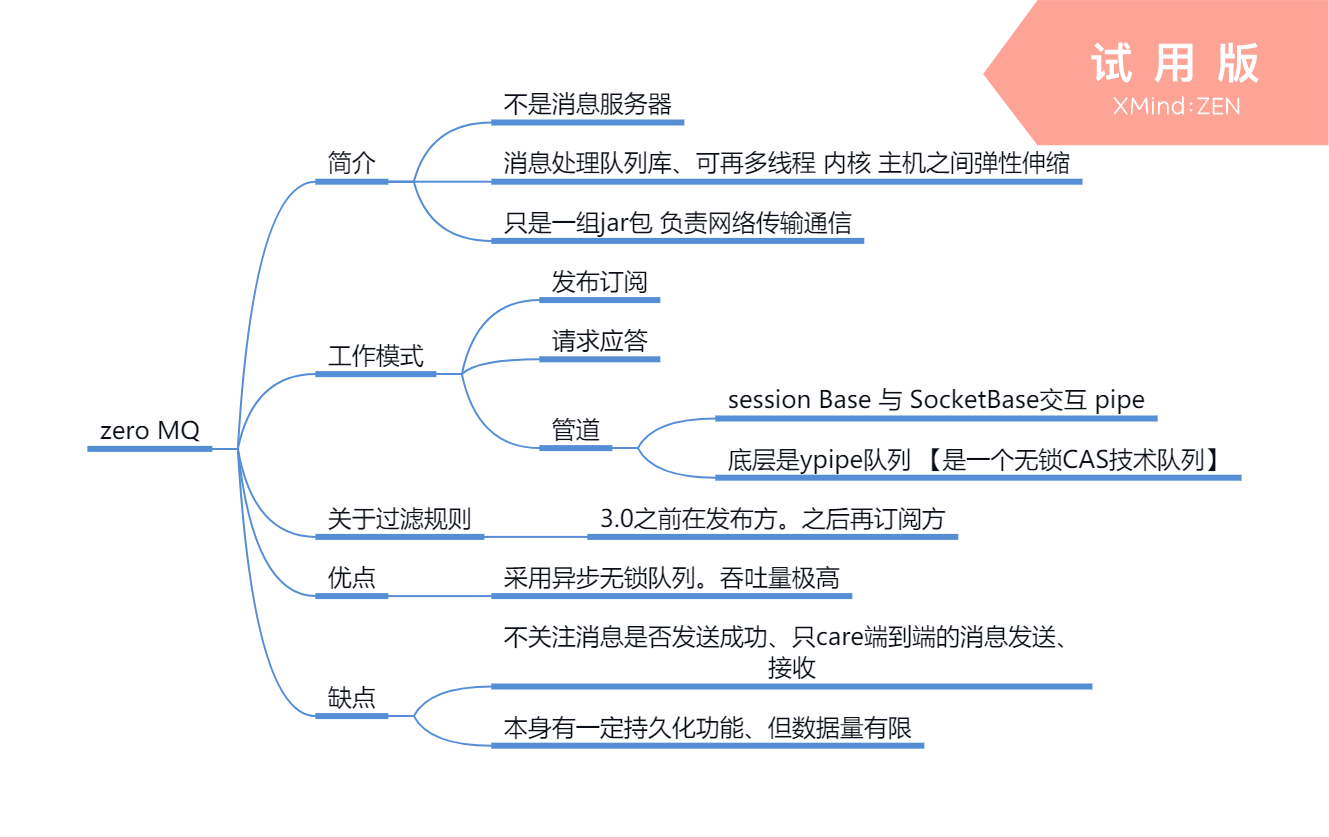 试用版
XMind:ZEN
zero MQ
简介
不是消息服务器
消息处理队列库、可再多线程 内核 主机之间弹性伸缩
只是一组jar包 负责网络传输通信
工作模式
发布订阅
请求应答
管道
session Base 与 SocketBase交互 pipe
底层是ypipe队列 【是一个无锁CAS技术队列】
关于过滤规则
3.0之前在发布方。之后再订阅方
优点
采用异步无锁队列。吞吐量极高
缺点
不关注消息是否发送成功、只care端到端的消息发送、
接收
本身有一定持久化功能、但数据量有限